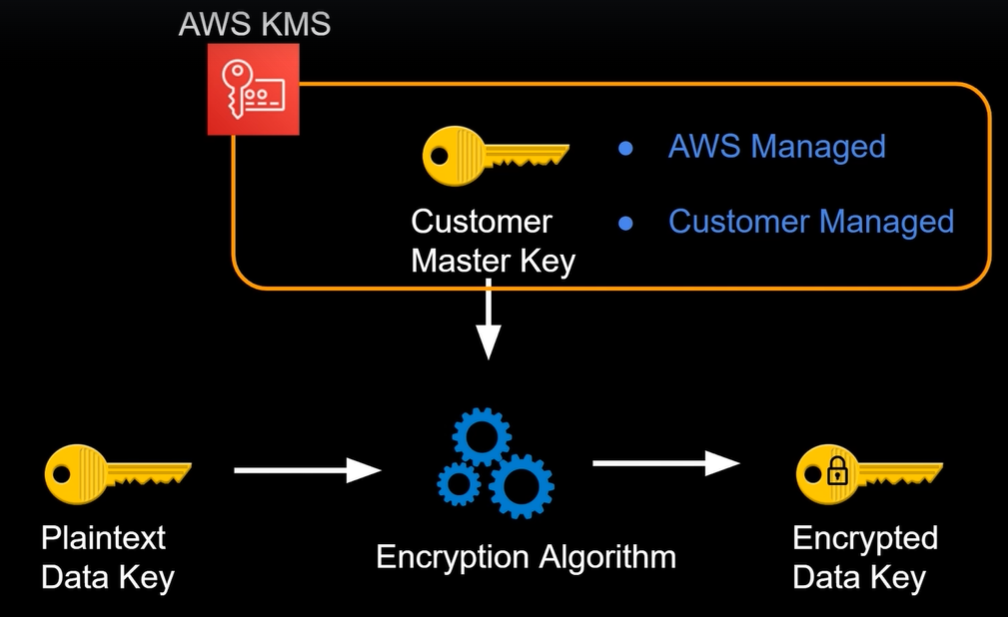 AWS KMS
AWS Managed
Customer
Master Key
Customer Managed
Plaintext
Data Key
Encryption Algorithm
Encrypted
Data Key